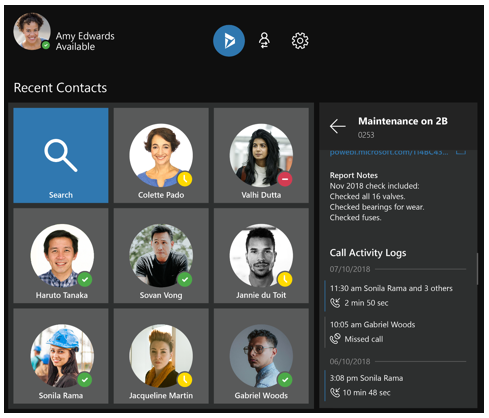 Amy Edwards
Available
Recent Contacts
Search
Colette Pado
Valhi Dutta
Haruto Tanaka
Sovan Vong
Jannie du Toit
Sonila Rama
Jacqueline Martin
Gabriel Woods
Maintenance on 2B
0253
Report Notes
Nov 2018 check included:
Checked all 16 valves.
Checked bearings for wear.
Checked fuses.
Call Activity Logs
07/10/2018
11:30 am Sonila Rama and 3 others
2 min 50 sec
10:05 am Gabriel Woods
Missed call
06/10/2018
3:08 pm Sonila Rama
10 min 48 sec